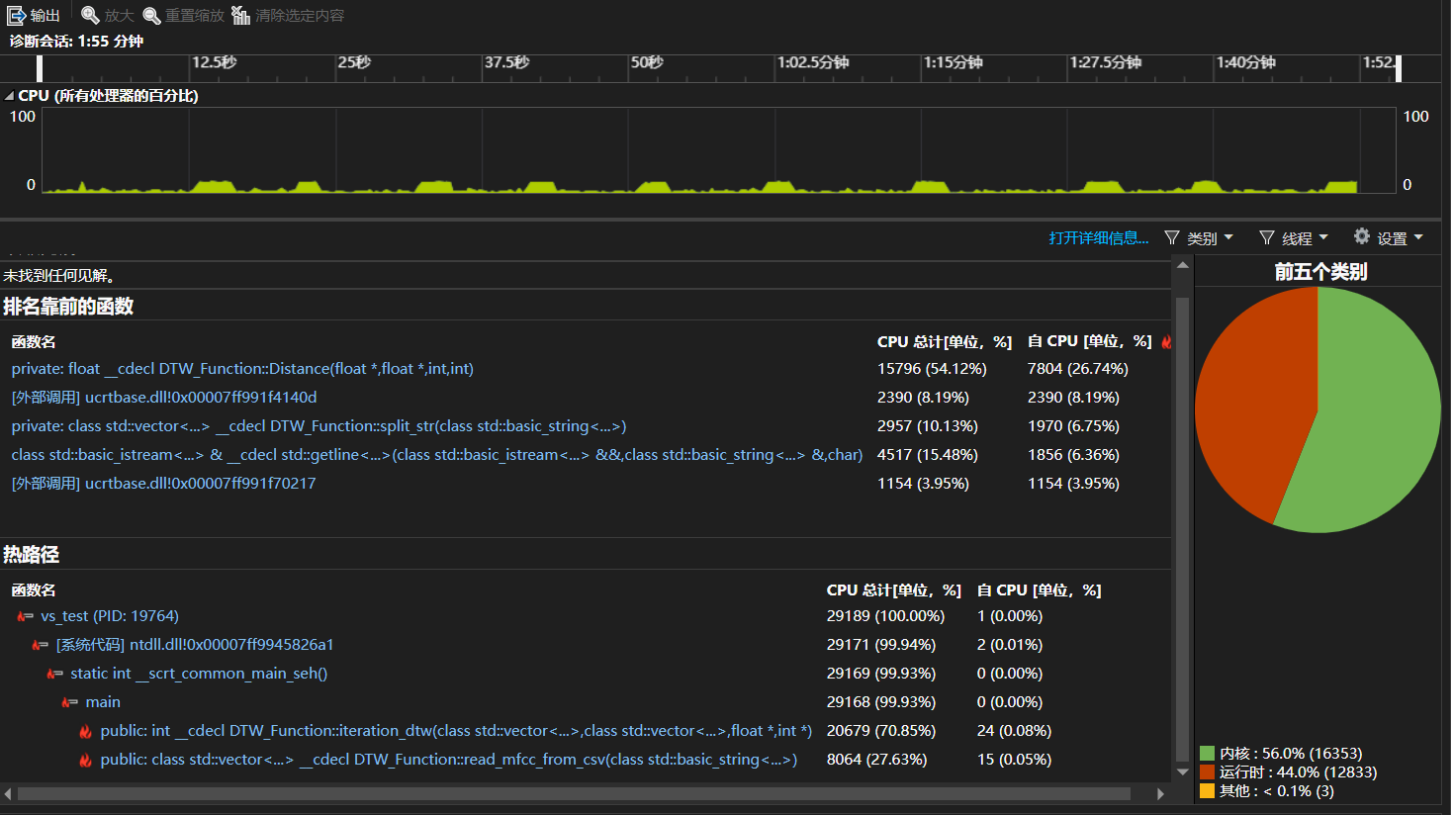 输出 放大 重置缩放 清除选定内容
诊断会话: 1:55 分钟
12.5秒 25秒 37.5秒 50秒 1:02.5分钟 1:15分钟 1:27.5分钟 1:40分钟 1:52.
CPU (所有处理器的百分比)
100 100
0 0
打开详细信息... 类别 线程 设置
未找到任何见解。
排名靠前的函数
函数名 CPU 总计[单位，%] 自 CPU [单位，%]
private: float __cdecl DTW_Function::Distance(float *,float *,int,int) 15796 (54.12%) 7804 (26.74%)
[外部调用] ucrtbase.dll!0x00007ff991f4140d 2390 (8.19%) 2390 (8.19%)
private: class std::vector<...> __cdecl DTW_Function::split_str(class std::basic_string<...>) 2957 (10.13%) 1970 (6.75%)
class std::basic_istream<...> & __cdecl std::getline<...>(class std::basic_istream<...> &&,class std::basic_string<...> &,char) 4517 (15.48%) 1856 (6.36%)
[外部调用] ucrtbase.dll!0x00007ff991f70217 1154 (3.95%) 1154 (3.95%)
热路径
函数名 CPU 总计[单位，%] 自 CPU [单位，%]
vs_test (PID: 19764) 29189 (100.00%) 1 (0.00%)
[系统代码] ntdll.dll!0x00007ff9945826a1 29171 (99.94%) 2 (0.01%)
static int __scrt_common_main_seh() 29169 (99.93%) 0 (0.00%)
main 29168 (99.93%) 0 (0.00%)
public: int __cdecl DTW_Function::iteration_dtw(class std::vector<...>,class std::vector<...>,float *,int *) 20679 (70.85%) 24 (0.08%)
public: class std::vector<...> __cdecl DTW_Function::read_mfcc_from_csv(class std::basic_string<...>) 8064 (27.63%) 15 (0.05%)
前五个类别
内核 : 56.0% (16353)
运行时 : 44.0% (12833)
其他 : < 0.1% (3)